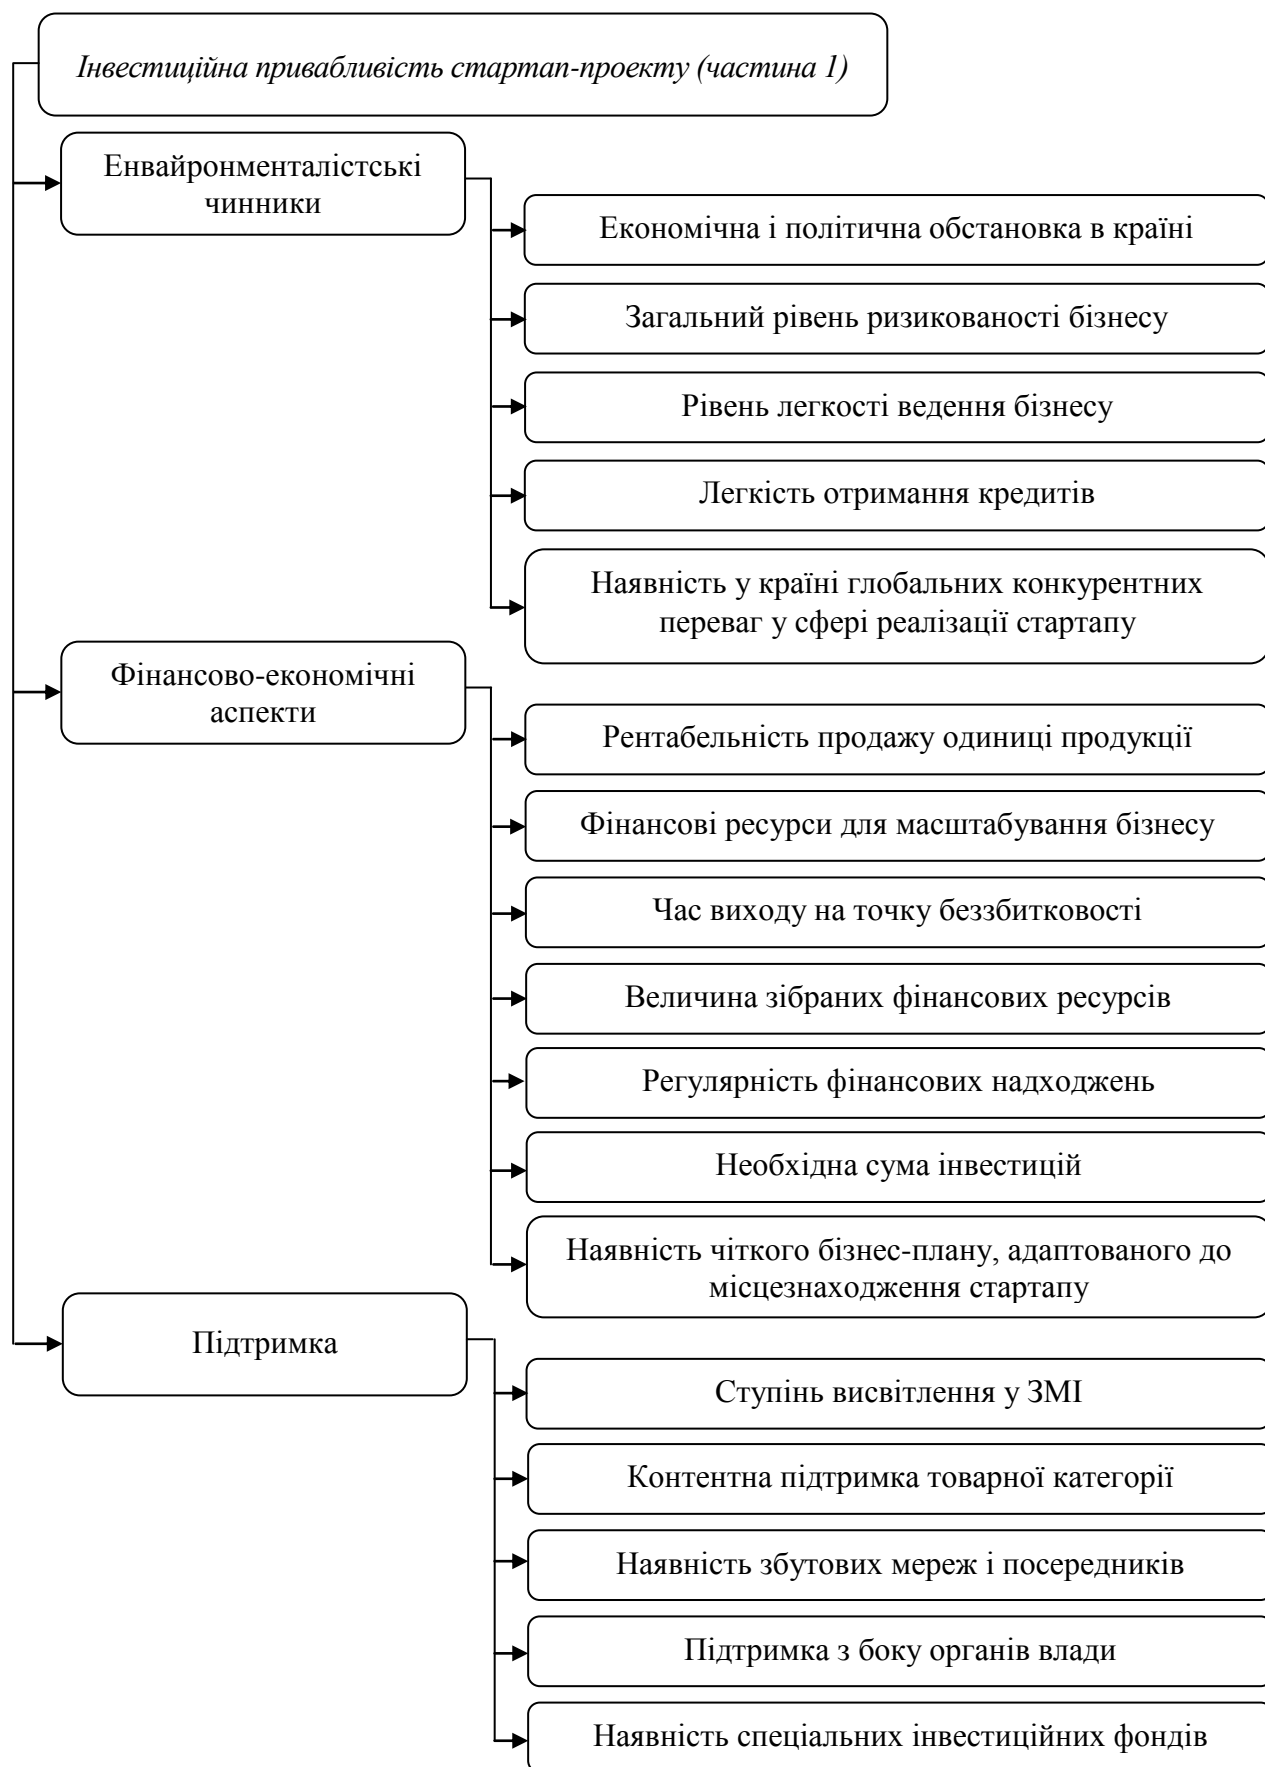 Інвестиційна привабливість стартап-проекту (частина 1)
Енвайронменталістські
чинники
Економічна і політична обстановка в країні
Загальний рівень ризикованості бізнесу
Рівень легкості ведення бізнесу
Легкість отримання кредитів
Наявність у країні глобальних конкурентних
переваг у сфері реалізації стартапу
Фінансово-економічні
аспекти
Рентабельність продажу одиниці продукції
Фінансові ресурси для масштабування бізнесу
Час виходу на точку беззбитковості
Величина зібраних фінансових ресурсів
Регулярність фінансових надходжень
Необхідна сума інвестицій
Наявність чіткого бізнес-плану, адаптованого до
місцезнаходження стартапу
Підтримка
Ступінь висвітлення у ЗМІ
Контентна підтримка товарної категорії
Наявність збутових мереж і посередників
Підтримка з боку органів влади
Наявність спеціальних інвестиційних фондів